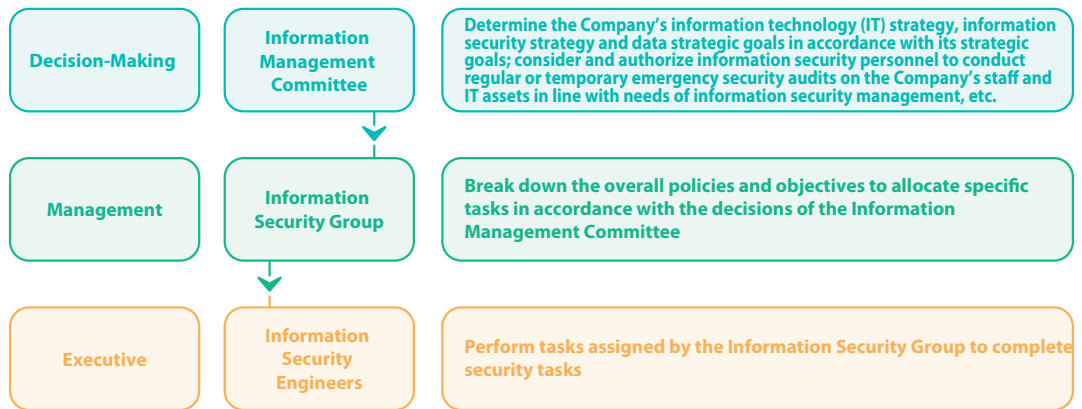 Decision-Making
Information
Management
Committee
Determine the Company's information technology (IT) strategy, information
security strategy and data strategic goals in accordance with its strategic
goals; consider and authorize information security personnel to conduct
regular or temporary emergency security audits on the Company's staff and
IT assets in line with needs of information security management, etc.
Management
Information
Security Group
Break down the overall policies and objectives to allocate specific
tasks in accordance with the decisions of the Information
Management Committee
Executive
Information
Security
Engineers
Perform tasks assigned by the Information Security Group to complete
security tasks